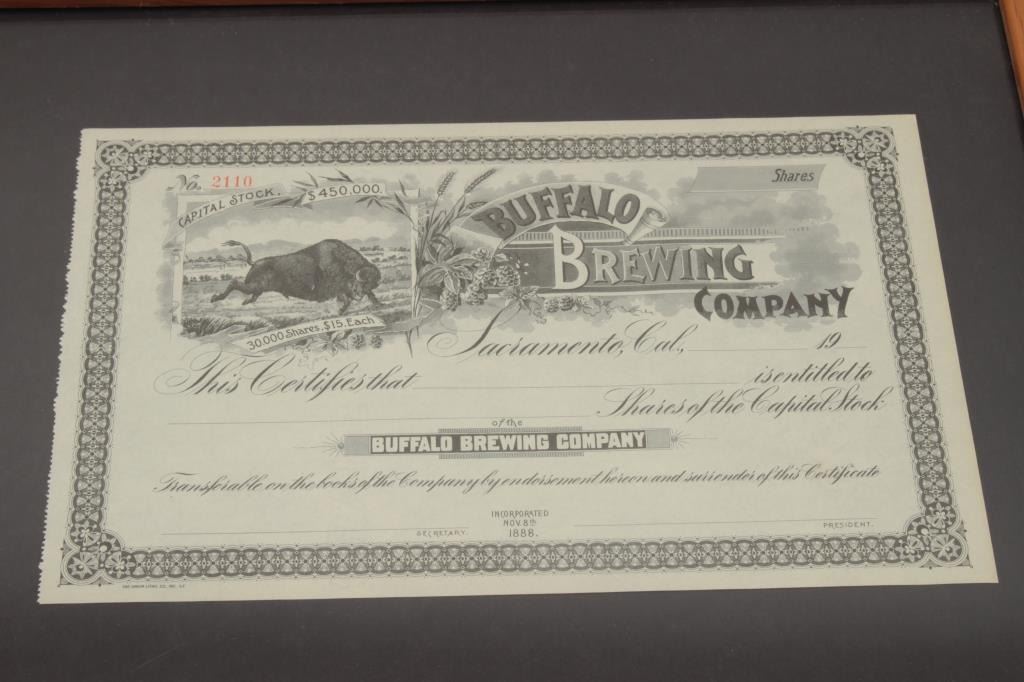 No. 2110
CAPITAL STOCK. $450,000.
30,000 Shares, $15. Each
Shares
BUFFALO
BREWING
COMPANY
Sacramento, Cal., 19
This Certifies that is entitled to
Shares of the Capital Stock
of the
BUFFALO BREWING COMPANY
Transferable on the books of the Company by endorsement hereon and surrender of this Certificate
INCORPORATED
NOV. 8th
1888.
SECRETARY.
PRESIDENT.